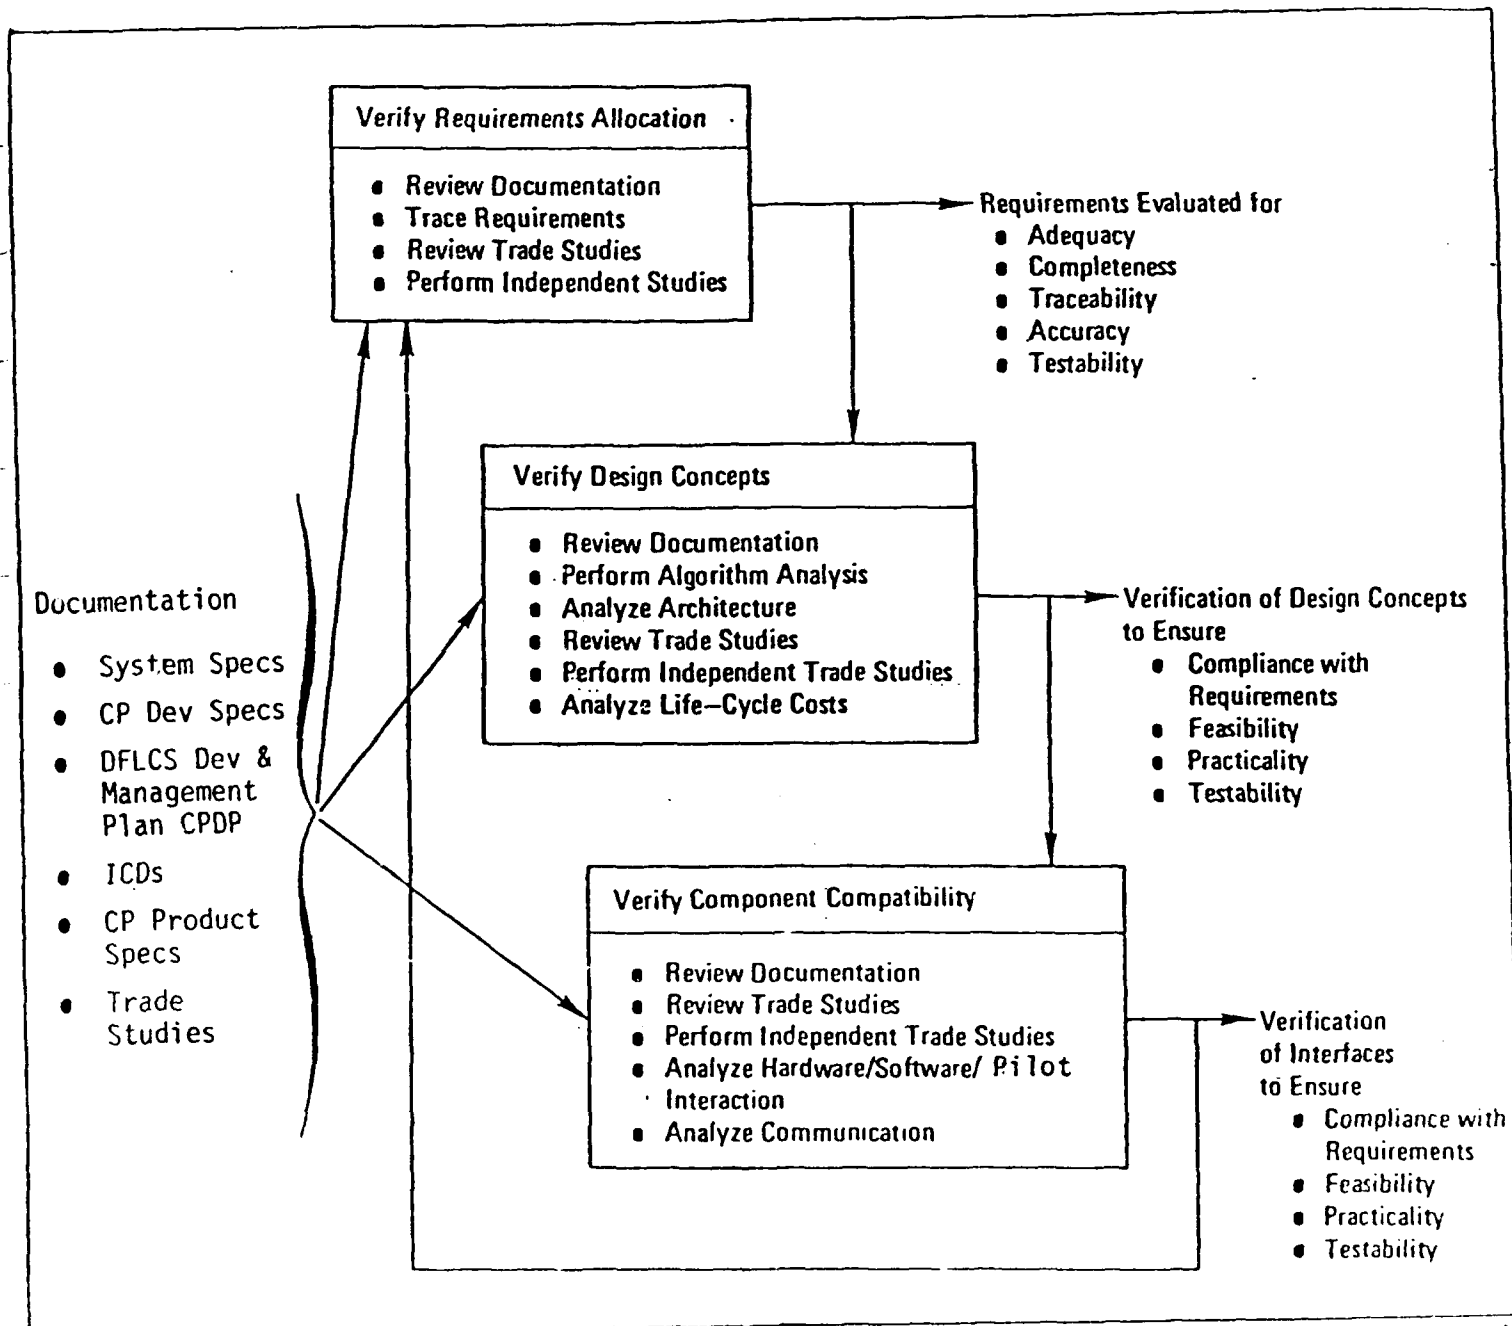 Verify Requirements Allocation
• Review Documentation
• Trace Requirements
• Review Trade Studies
• Perform Independent Studies
Requirements Evaluated for
• Adequacy
• Completeness
• Traceability
• Accuracy
• Testability
Verify Design Concepts
• Review Documentation
• Perform Algorithm Analysis
• Analyze Architecture
• Review Trade Studies
• Perform Independent Trade Studies
• Analyze Life-Cycle Costs
Verification of Design Concepts
to Ensure
• Compliance with
Requirements
• Feasibility
• Practicality
• Testability
Documentation
• System Specs
• CP Dev Specs
• DFLCS Dev &
Management
Plan CPDP
• ICDs
• CP Product
Specs
• Trade
Studies
Verify Component Compatibility
• Review Documentation
• Review Trade Studies
• Perform Independent Trade Studies
• Analyze Hardware/Software/ Pilot
Interaction
• Analyze Communication
Verification
of Interfaces
to Ensure
• Compliance with
Requirements
• Feasibility
• Practicality
• Testability